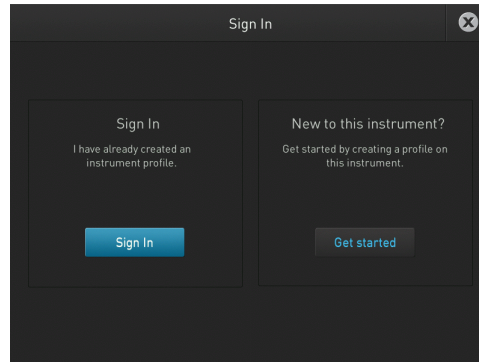 Sign In
Sign In
I have already created an
instrument profile.
Sign In
New to this instrument?
Get started by creating a profile on
this instrument.
Get started